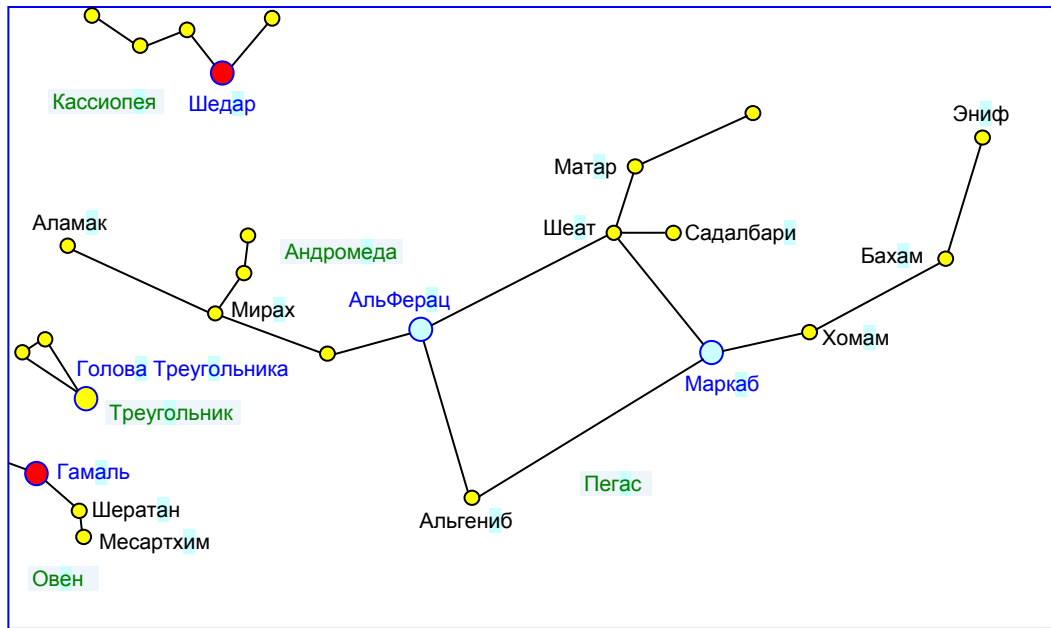 Кассиопея
Шедар
Эниф
Матар
Аламак
Шеат
Садалбари
Андромеда
Бахам
АльФерац
Мирах
Хомам
Голова Треугольника
Маркаб
Треугольник
Гамаль
Пегас
Шератан
Альгениб
Месартхим
Овен